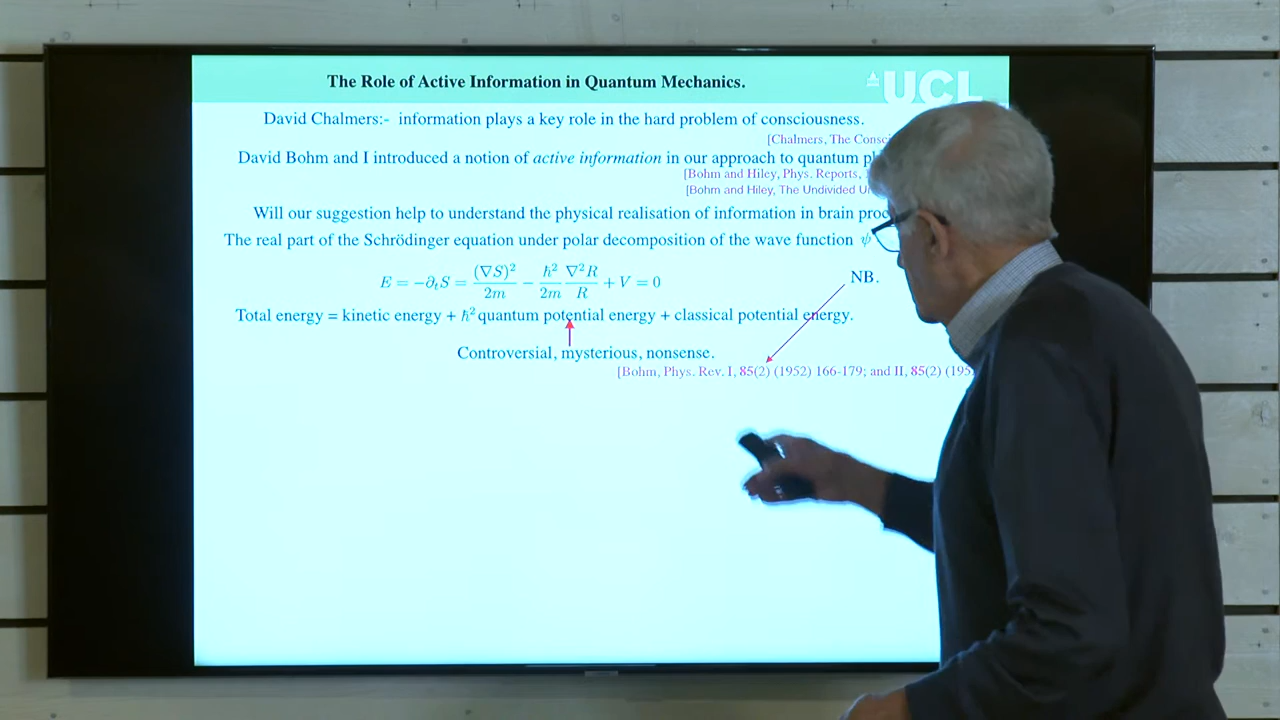 The Role of Active Information in Quantum Mechanics.
UCL
David Chalmers:- information plays a key role in the hard problem of consciousness.
[Chalmers, The
David Bohm and I introduced a notion of active information in our approach to quantum
[Bohm and Hiley, Phys. Reports,
[Bohm and Hiley, The Undivided
Will our suggestion help to understand the physical realisation of information in brain
The real part of the Schrödinger equation under polar decomposition of the wave function ψ
E = −∂ₜS = (∇S)²/2m − ħ²/2m ∇²R/R + V = 0
NB.
Total energy = kinetic energy + ħ² quantum potential energy + classical potential energy.
Controversial, mysterious, nonsense.
[Bohm, Phys. Rev. I, 85(2) (1952) 166-179; and II, 85(2)